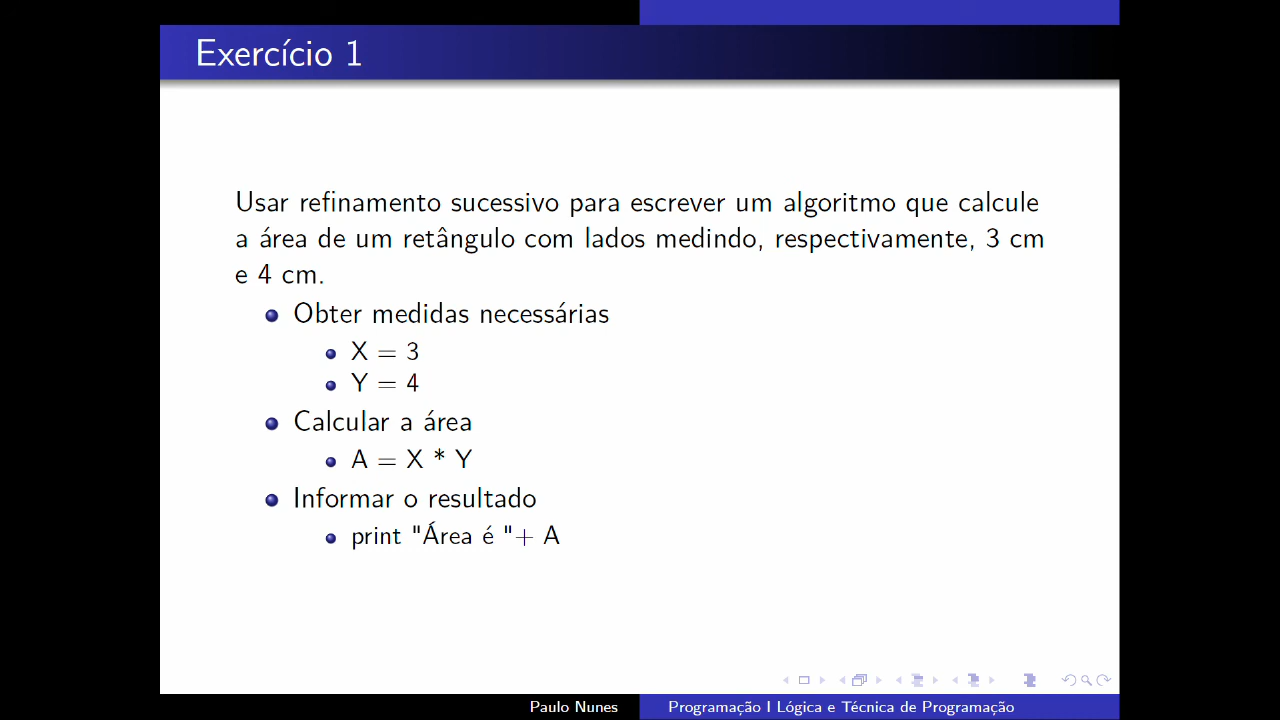 Exercício 1
Usar refinamento sucessivo para escrever um algoritmo que calcule
a área de um retângulo com lados medindo, respectivamente, 3 cm
e 4 cm.
Obter medidas necessárias
X = 3
Y = 4
Calcular a área
A = X * Y
Informar o resultado
print "Área é "+ A
Paulo Nunes
Programação I Lógica e Técnica de Programação